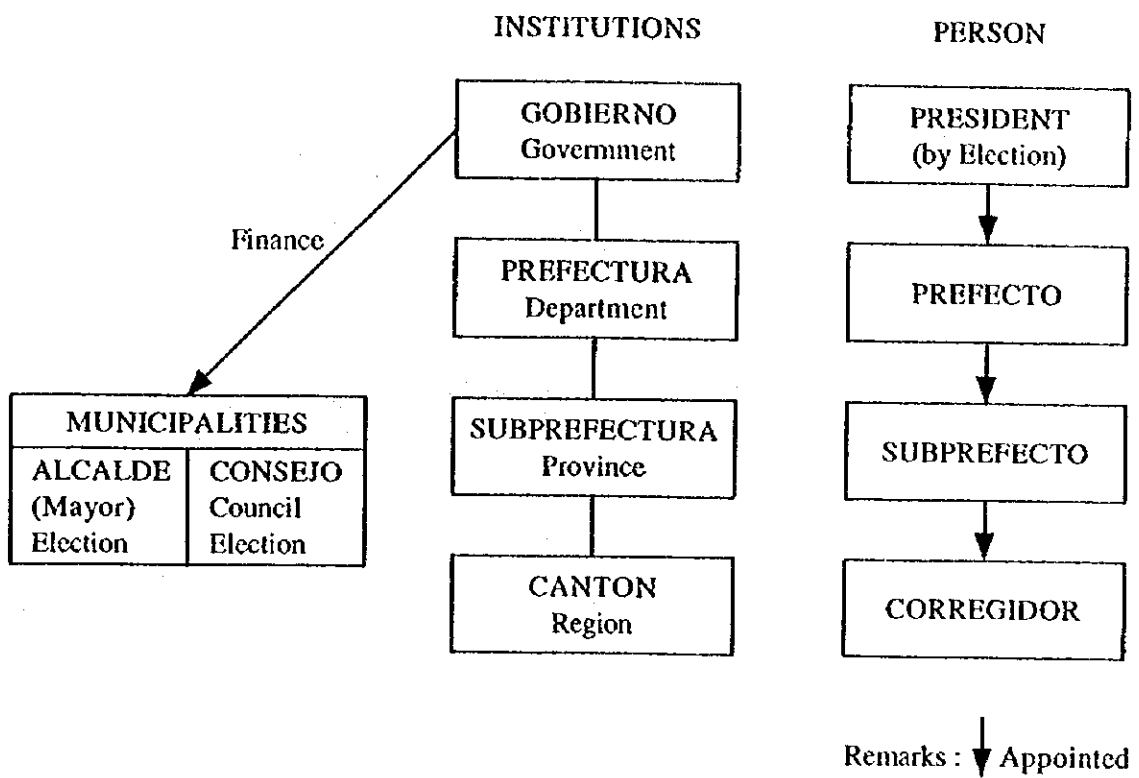 INSTITUTIONS
PERSON
GOBIERNO
Government
PRESIDENT
(by Election)
Finance
PREFECTURA
Department
PREFECTO
MUNICIPALITIES
ALCALDE
(Mayor)
Election
CONSEJO
Council
Election
SUBPREFECTURA
Province
SUBPREFECTO
CANTON
Region
CORREGIDOR
Remarks : Appointed